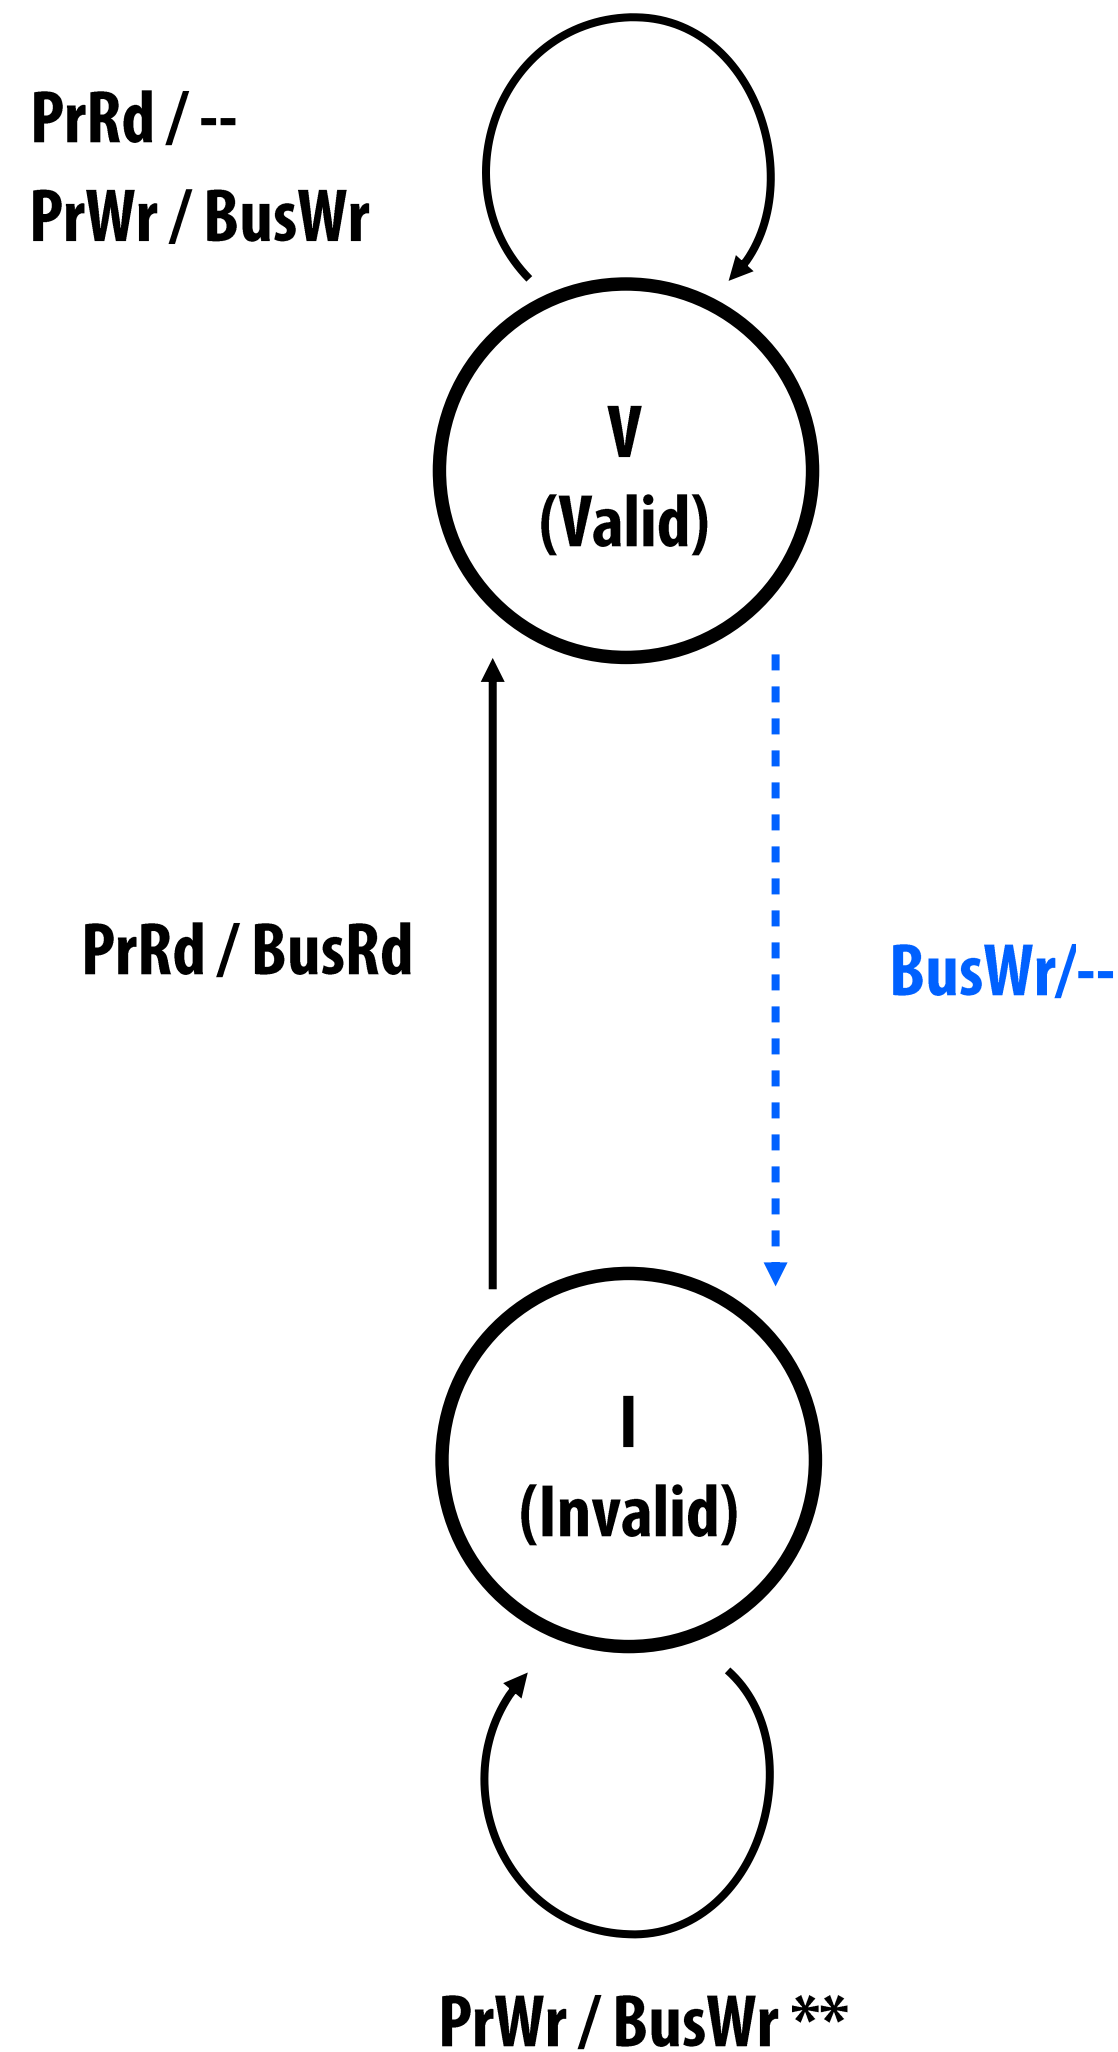 PrRd / --
PrWr / BusWr
V
(Valid)
PrRd / BusRd
BusWr/--
I
(Invalid)
PrWr / BusWr **